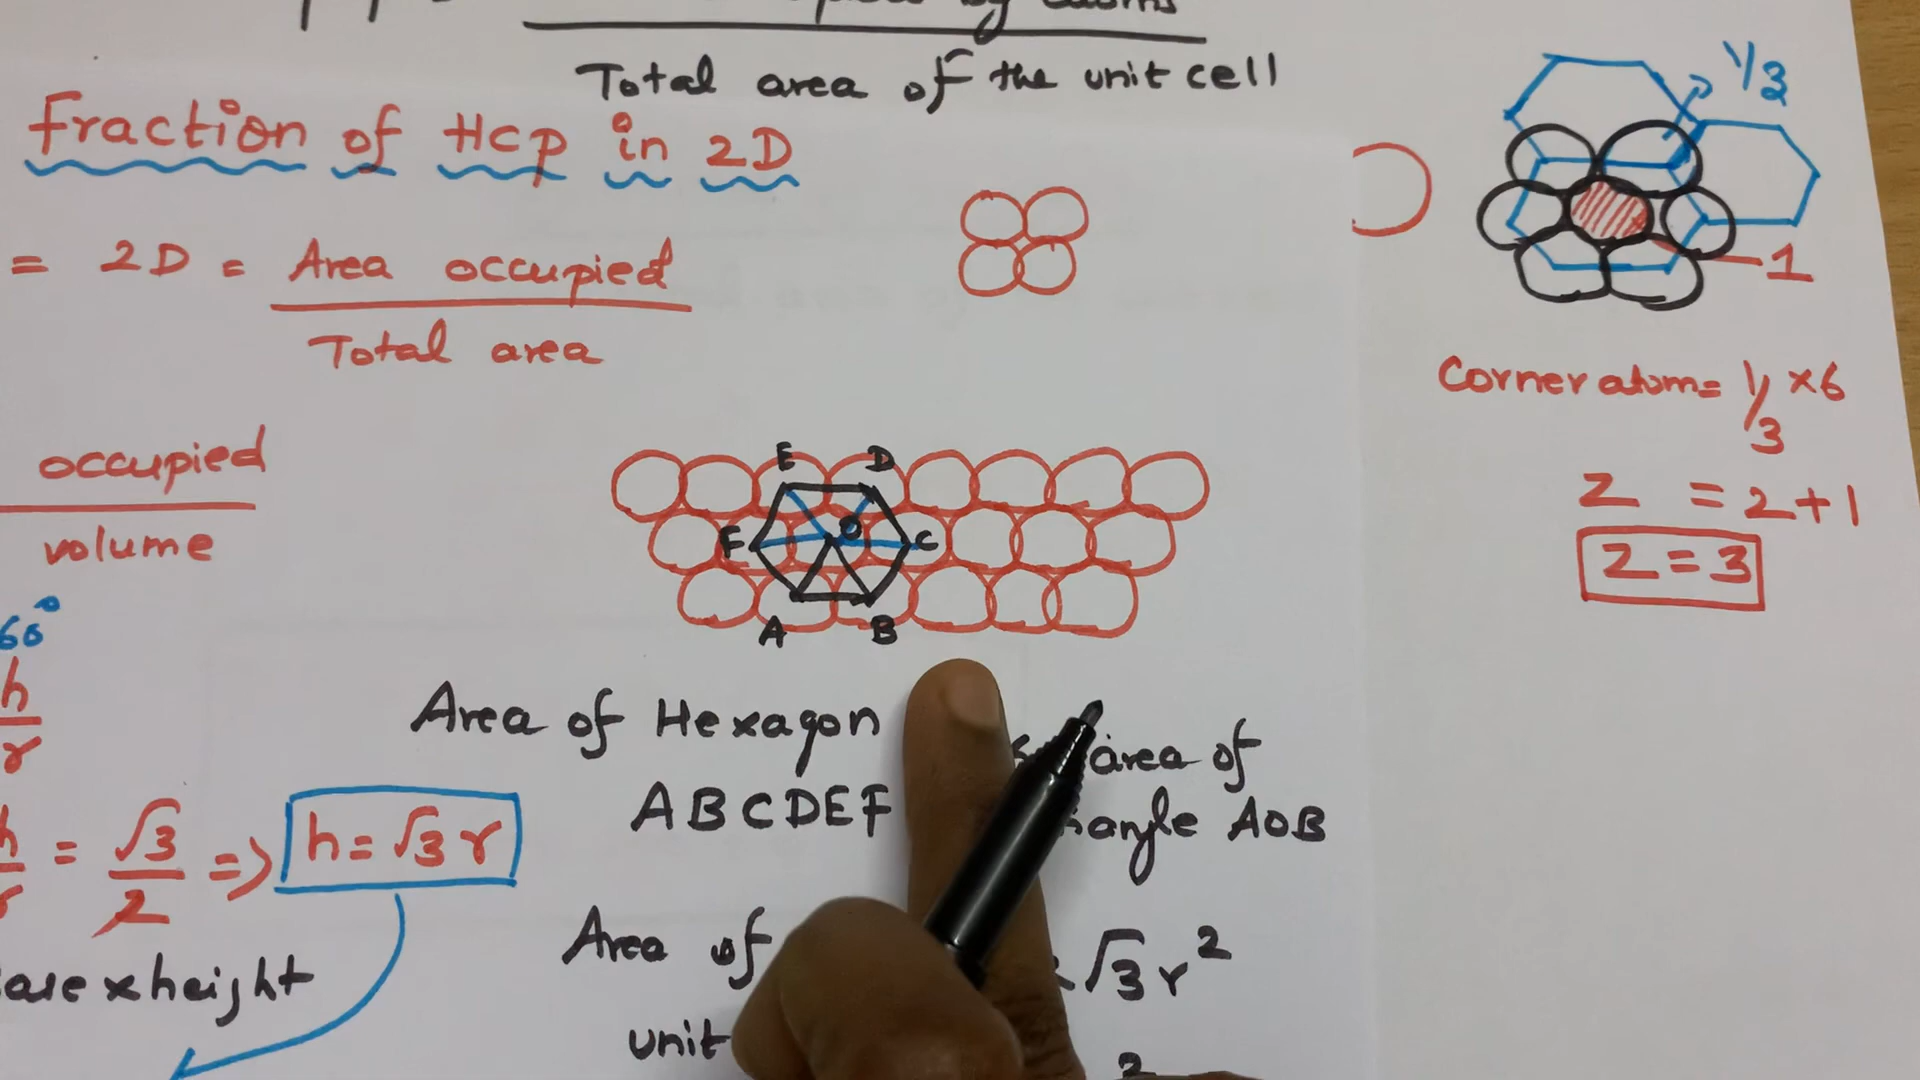 by atoms
Total area of the unit cell
Fraction of Hcp in 2D
= 2D = Area occupied
Total area
occupied
volume
60°
h
r
h = √3 => h = √3 r
r 2
base x height
1/3
1
Corner atom = 1/3 × 6
Z = 2 + 1
Z = 3
E D
F O C
A B
Area of Hexagon
ABCDEF
area of
AOB
Area of √3 r²
unit
2